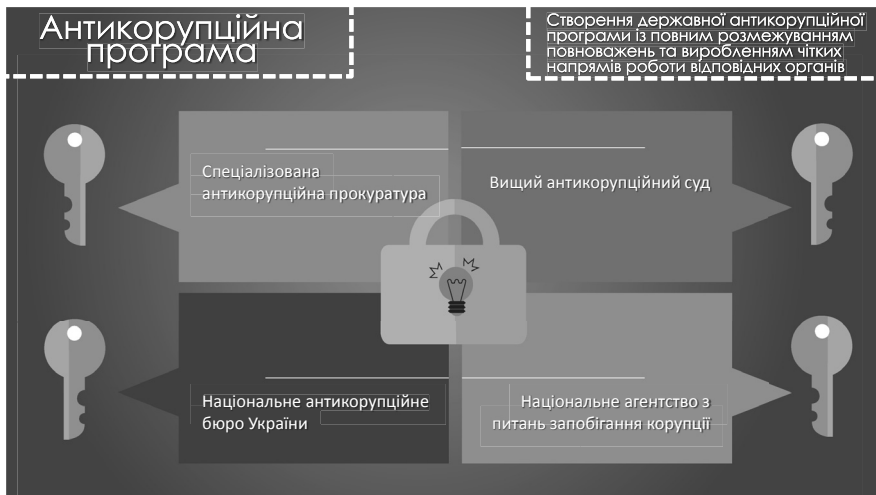 Антикорупційна
програма
Створення державної антикорупційної
програми із повним розмежуванням
повноважень та виробленням чітких
напрямів роботи відповідних органів
Спеціалізована
антикорупційна прокуратура
Вищий антикорупційний суд
Національне антикорупційне
бюро України
Національне агентство з
питань запобігання корупції